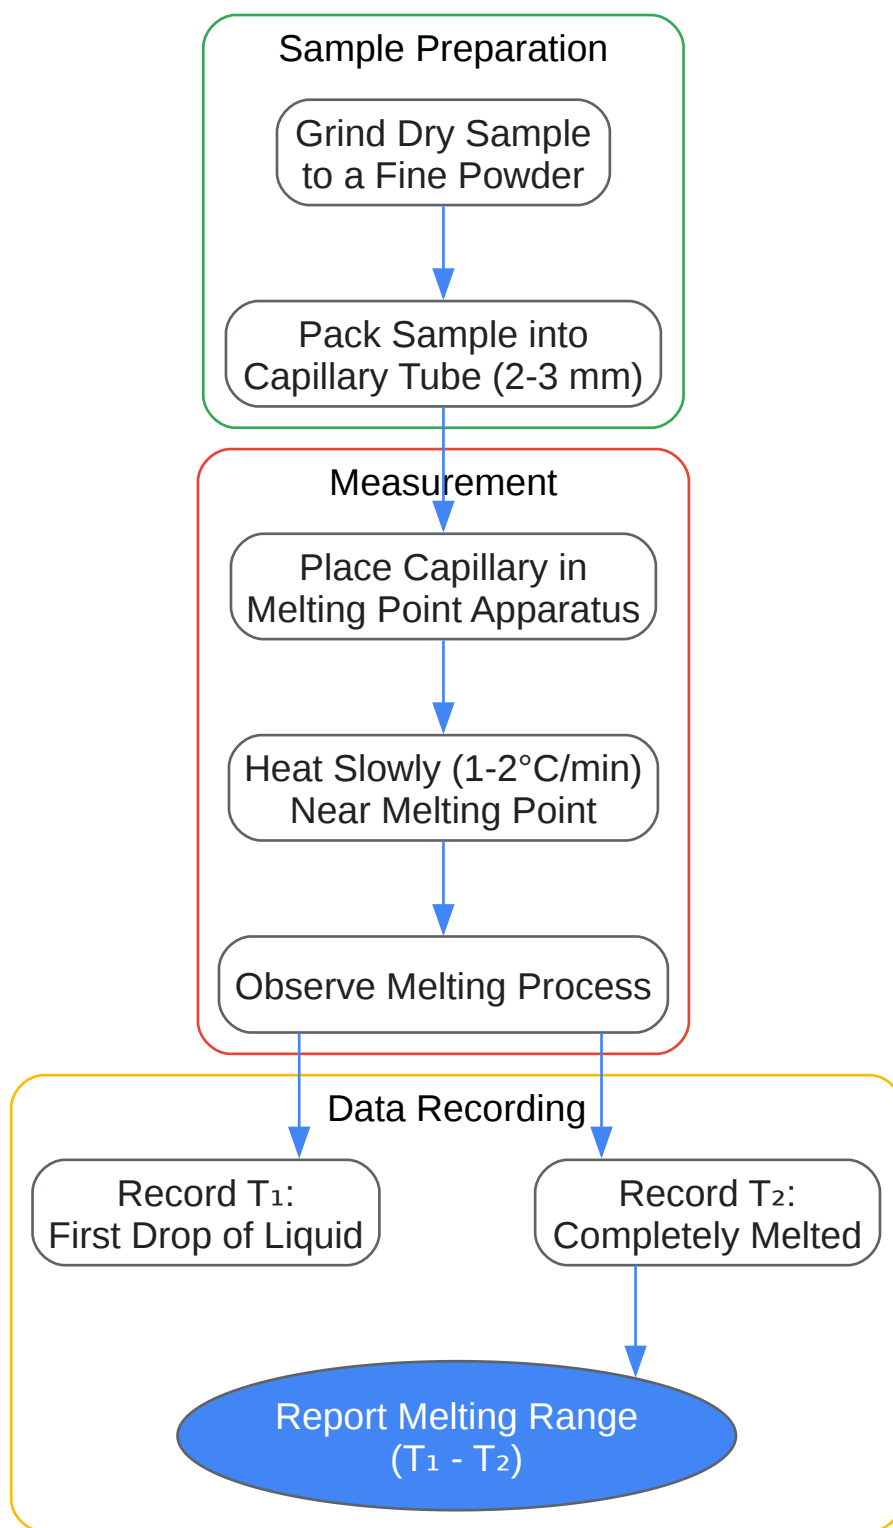 Sample Preparation
Grind Dry Sample
to a Fine Powder
Pack Sample into
Capillary Tube (2-3 mm)
Measurement
Place Capillary in
Melting Point Apparatus
Heat Slowly (1-2°C/min)
Near Melting Point
Observe Melting Process
Data Recording
Record T₁:
First Drop of Liquid
Record T₂:
Completely Melted
Report Melting Range
(T₁ - T₂)